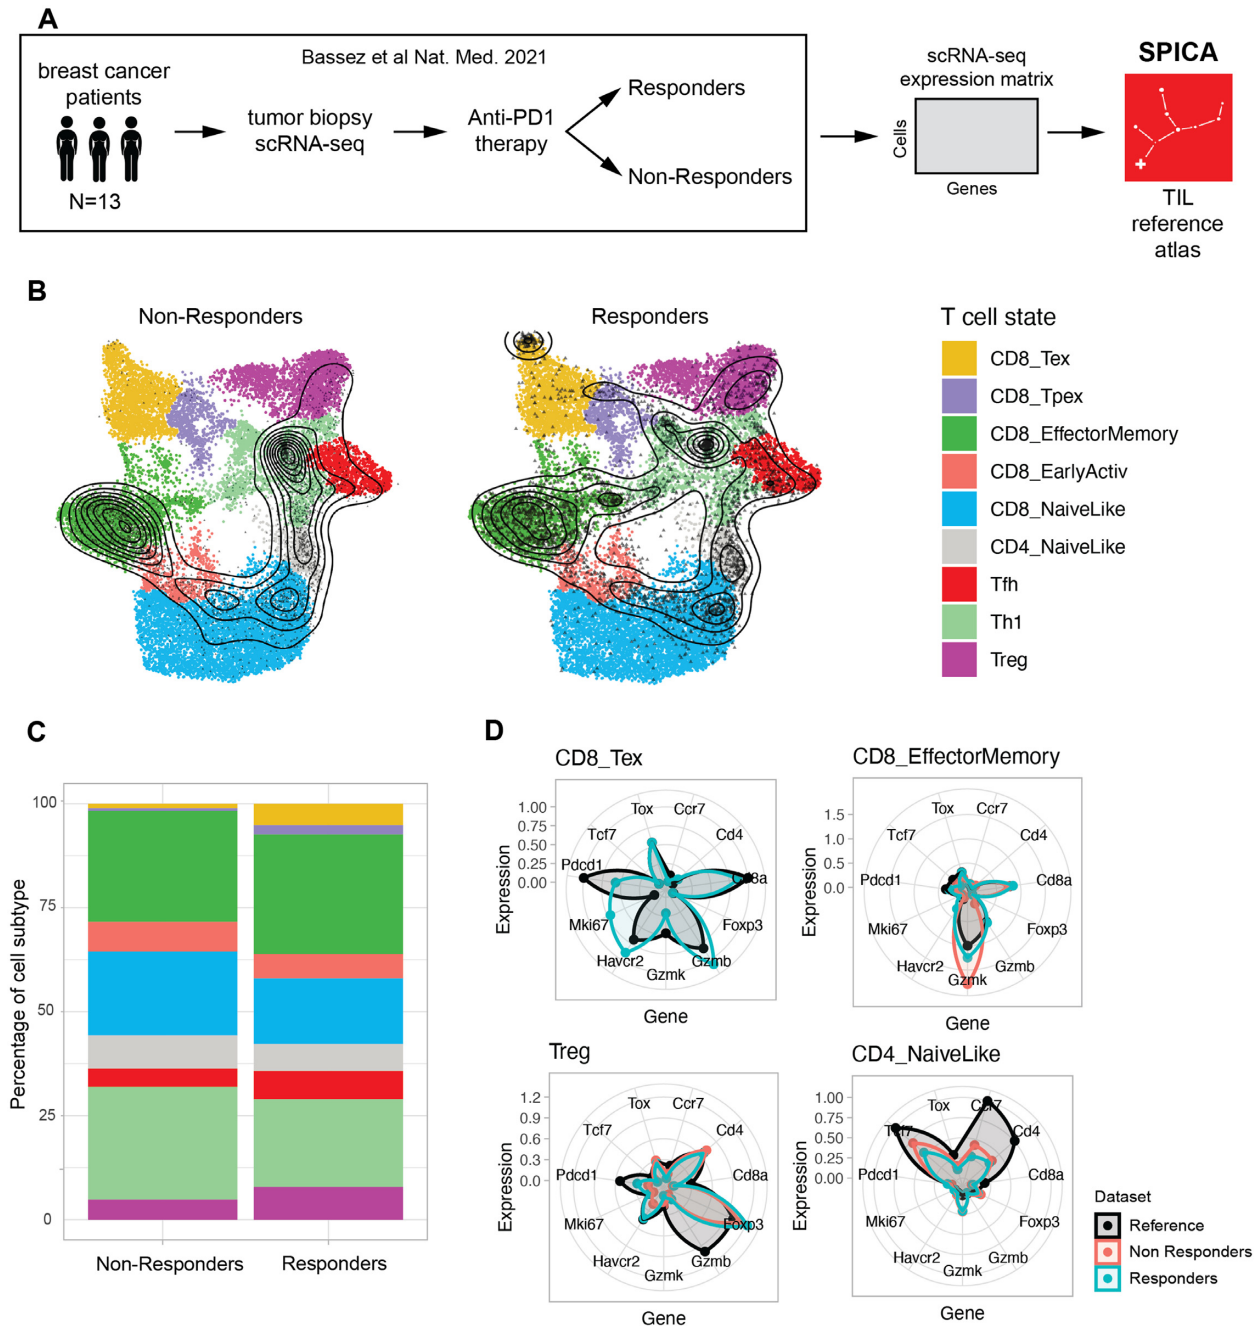 A
Bassez et al Nat. Med. 2021
breast cancer
patients
N=13
tumor biopsy
scRNA-seq
Anti-PD1
therapy
Responders
Non-Responders
scRNA-seq
expression matrix
Cells
Genes
SPICA
TIL
reference
atlas
B
Non-Responders
Responders
T cell state
CD8_Tex
CD8_Tpex
CD8_EffectorMemory
CD8_EarlyActiv
CD8_NaiveLike
CD4_NaiveLike
Tfh
Th1
Treg
C
Percentage of cell subtype
100
75
50
25
0
Non-Responders
Responders
D
CD8_Tex
Expression
1.00
0.75
0.50
0.25
0.00
Tox
Ccr7
Tcf7
Cd4
Pdcd1
Cd8a
Mki67
Foxp3
Havcr2
Gzmb
Gzmk
Gene
CD8_EffectorMemory
Expression
1.5
1.0
0.5
0.0
Tox
Ccr7
Tcf7
Cd4
Pdcd1
Cd8a
Mki67
Foxp3
Havcr2
Gzmb
Gzmk
Gene
Treg
Expression
1.2
0.9
0.6
0.3
0.0
Tox
Ccr7
Tcf7
Cd4
Pdcd1
Cd8a
Mki67
Foxp3
Havcr2
Gzmb
Gzmk
Gene
CD4_NaiveLike
Expression
1.00
0.75
0.50
0.25
0.00
Tox
Ccr7
Tcf7
Cd4
Pdcd1
Cd8a
Mki67
Foxp3
Havcr2
Gzmb
Gzmk
Gene
Dataset
Reference
Non Responders
Responders